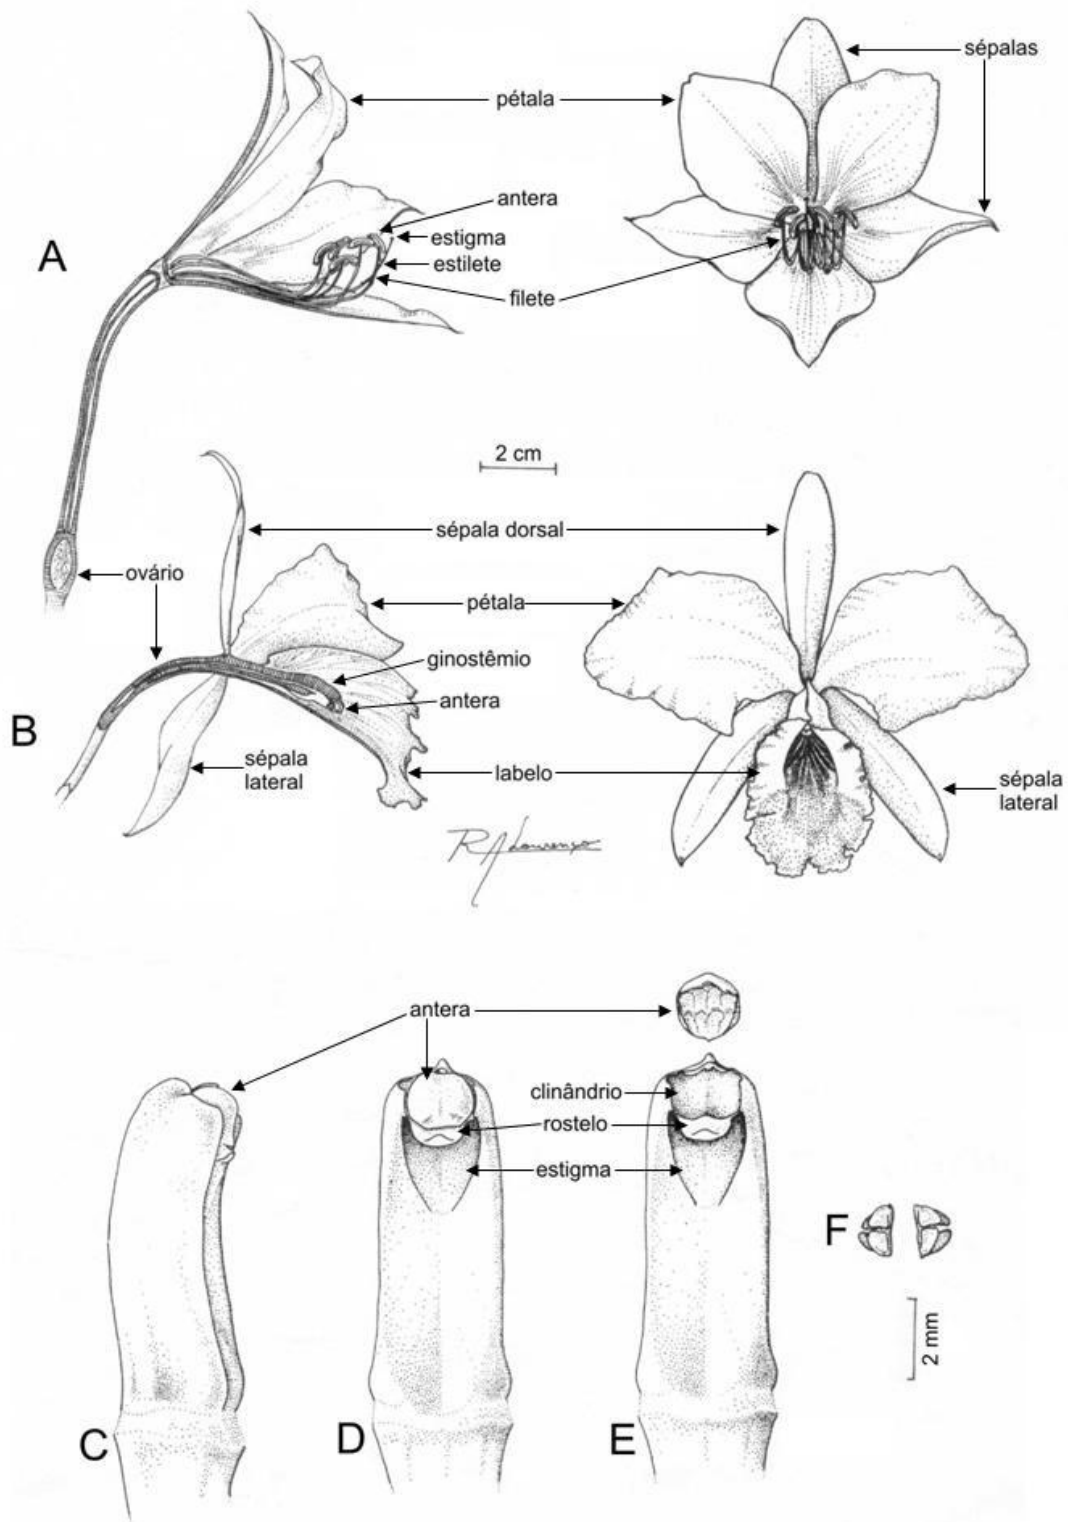 sépalas
pétala
antera
estigma
estilete
filete
A
2 cm
sépala dorsal
ovário
pétala
ginostêmio
antera
B
sépala
lateral
labelo
sépala
lateral
RALourenço
antera
clinândrio
rostelo
estigma
F
2 mm
C
D
E